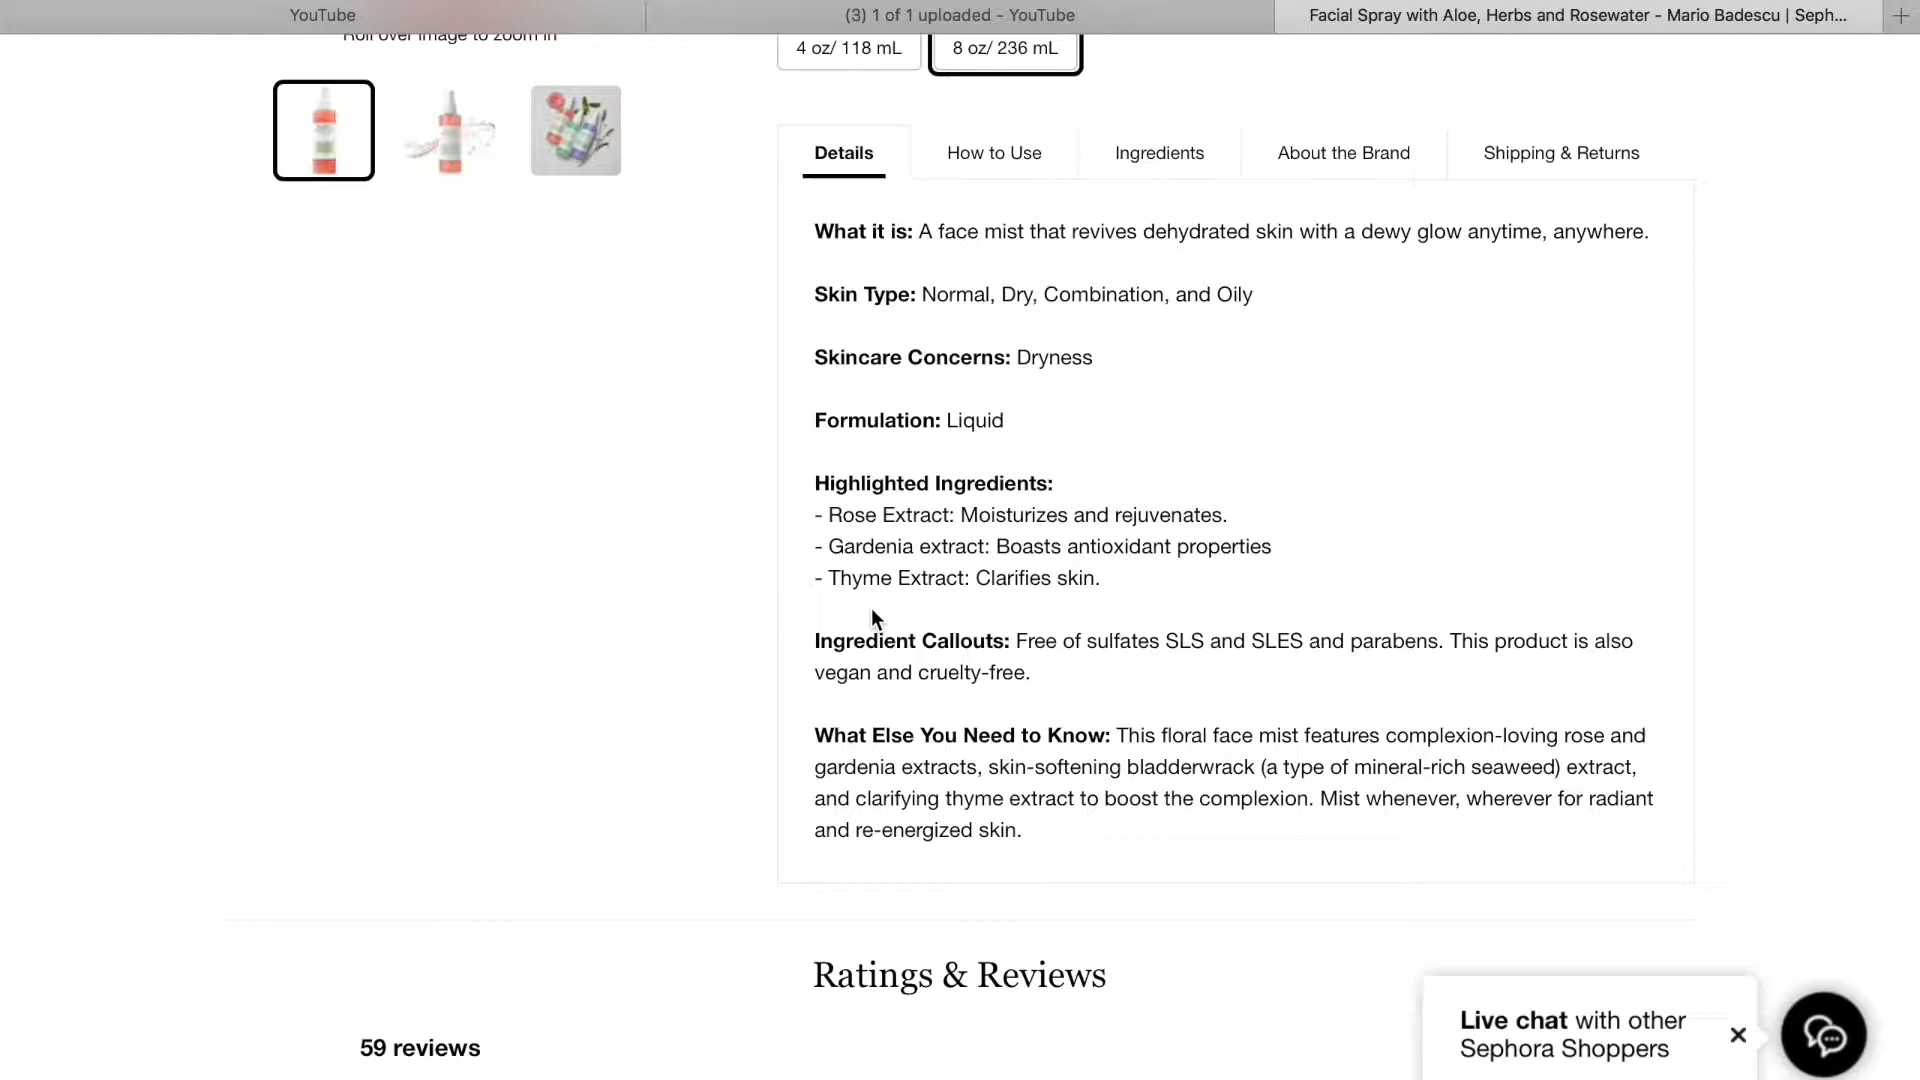 YouTube
(3) 1 of 1 uploaded - YouTube
Facial Spray with Aloe, Herbs and Rosewater - Mario Badescu | Seph...
Roll over image to zoom in
4 oz/ 118 mL
8 oz/ 236 mL
Details
How to Use
Ingredients
About the Brand
Shipping & Returns
What it is: A face mist that revives dehydrated skin with a dewy glow anytime, anywhere.
Skin Type: Normal, Dry, Combination, and Oily
Skincare Concerns: Dryness
Formulation: Liquid
Highlighted Ingredients:
- Rose Extract: Moisturizes and rejuvenates.
- Gardenia extract: Boasts antioxidant properties
- Thyme Extract: Clarifies skin.
Ingredient Callouts: Free of sulfates SLS and SLES and parabens. This product is also
vegan and cruelty-free.
What Else You Need to Know: This floral face mist features complexion-loving rose and
gardenia extracts, skin-softening bladderwrack (a type of mineral-rich seaweed) extract,
and clarifying thyme extract to boost the complexion. Mist whenever, wherever for radiant
and re-energized skin.
Ratings & Reviews
59 reviews
Live chat with other
Sephora Shoppers